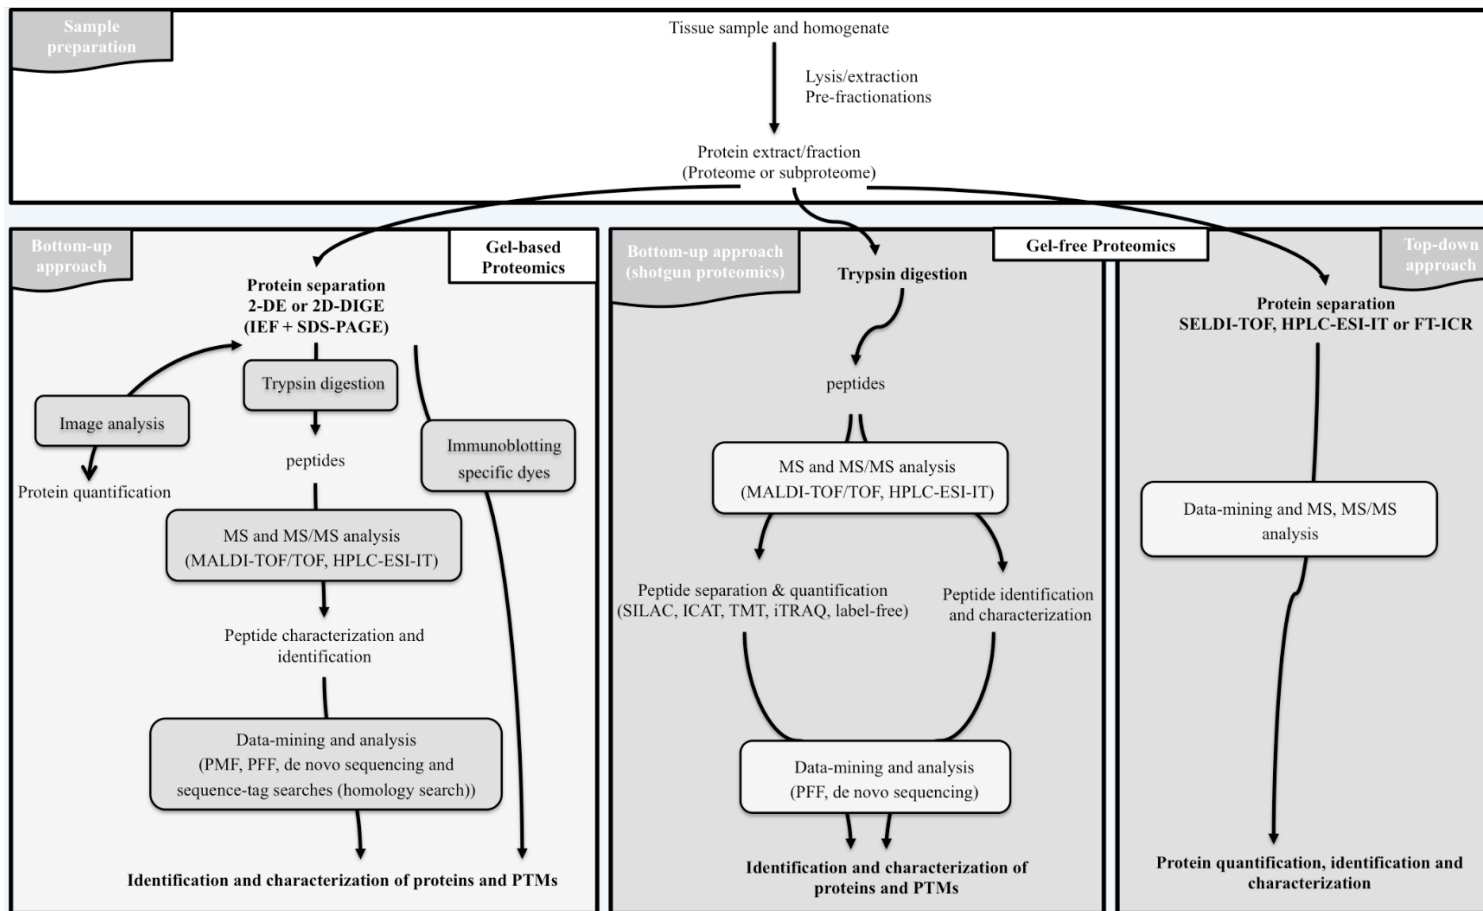 Sample
preparation
Tissue sample and homogenate
Lysis/extraction
Pre-fractionations
Protein extract/fraction
(Proteome or subproteome)
Bottom-up
approach
Gel-based
Proteomics
Protein separation
2-DE or 2D-DIGE
(IEF + SDS-PAGE)
Trypsin digestion
Image analysis
Protein quantification
peptides
Immunoblotting
specific dyes
MS and MS/MS analysis
(MALDI-TOF/TOF, HPLC-ESI-IT)
Peptide characterization and
identification
Data-mining and analysis
(PMF, PFF, de novo sequencing and
sequence-tag searches (homology search))
Identification and characterization of proteins and PTMs
Bottom-up approach
(shotgun proteomics)
Gel-free Proteomics
Trypsin digestion
peptides
MS and MS/MS analysis
(MALDI-TOF/TOF, HPLC-ESI-IT)
Peptide separation & quantification
(SILAC, ICAT, TMT, iTRAQ, label-free)
Peptide identification
and characterization
Data-mining and analysis
(PFF, de novo sequencing)
Identification and characterization of
proteins and PTMs
Top-down
approach
Protein separation
SELDI-TOF, HPLC-ESI-IT or FT-ICR
Data-mining and MS, MS/MS
analysis
Protein quantification, identification and
characterization